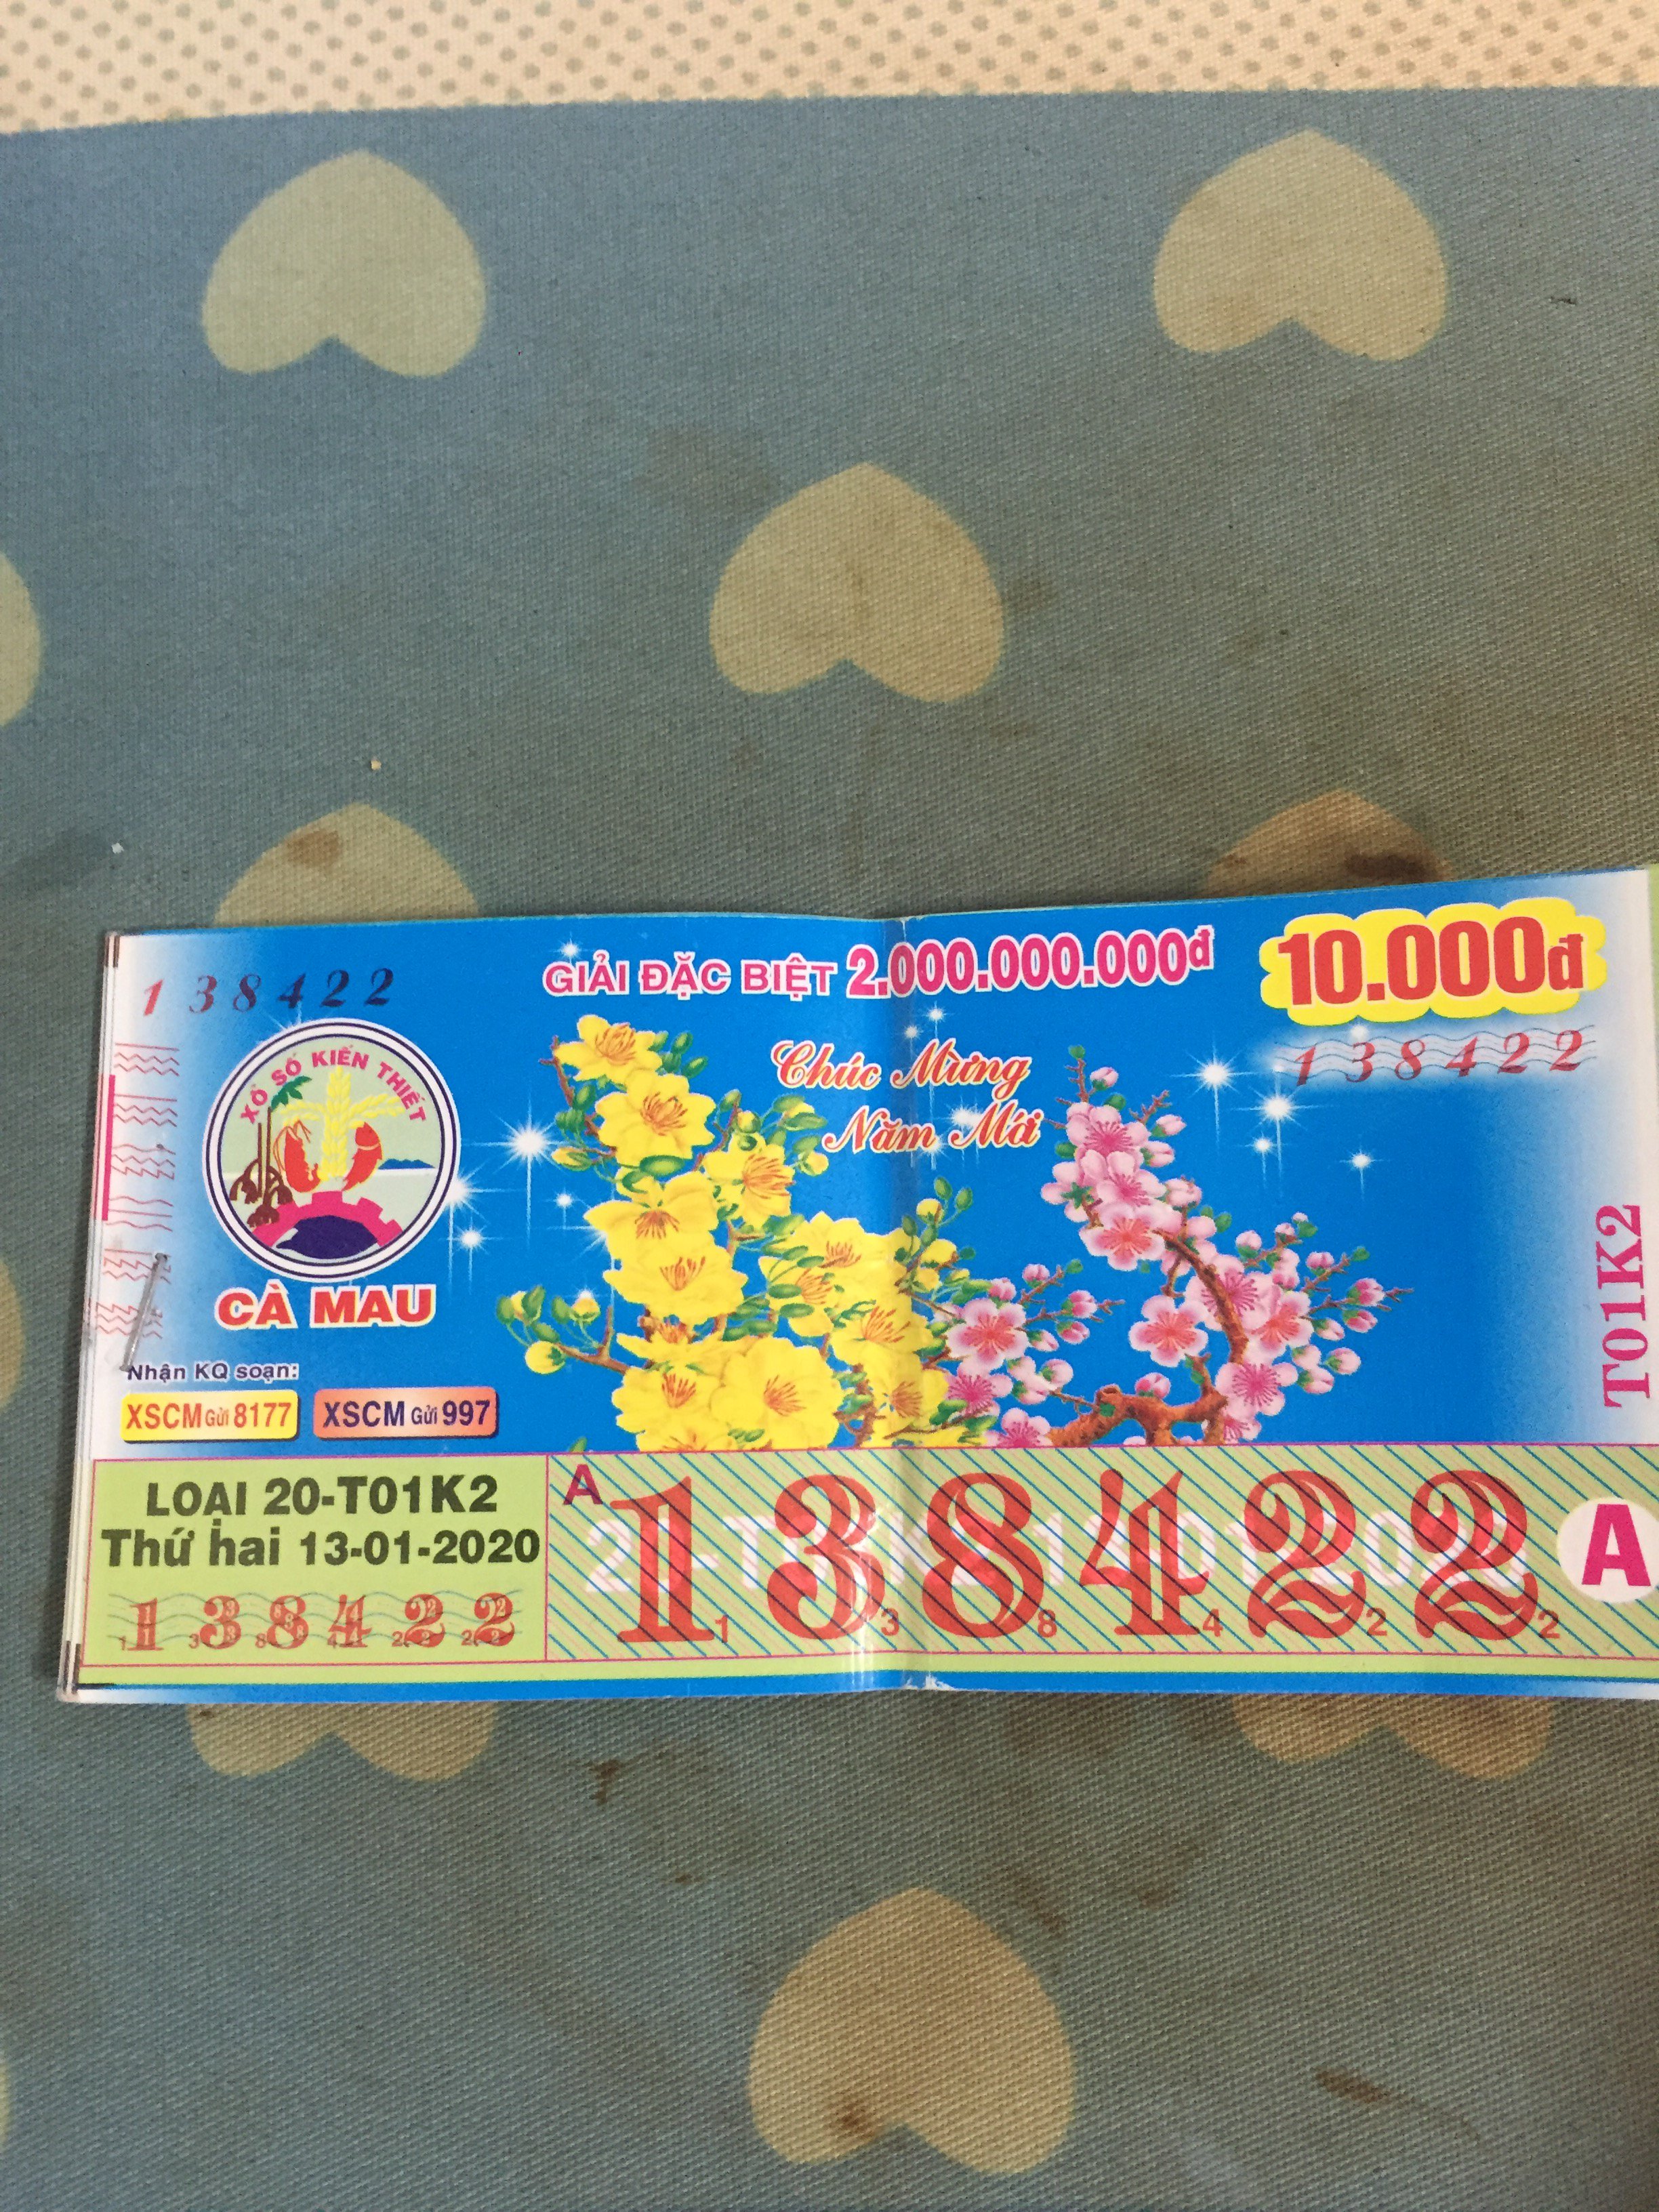 138422
GIẢI ĐẶC BIỆT 2.000.000.000đ
10.000đ
138422
Chúc Mừng
Năm Mới
XỔ SỐ KIẾN THIẾT
CÀ MAU
T01K2
Nhận KQ soạn:
XSCM Gửi 8177 XSCM Gửi 997
LOẠI 20-T01K2
Thứ hai 13-01-2020
138422
A 138422 A